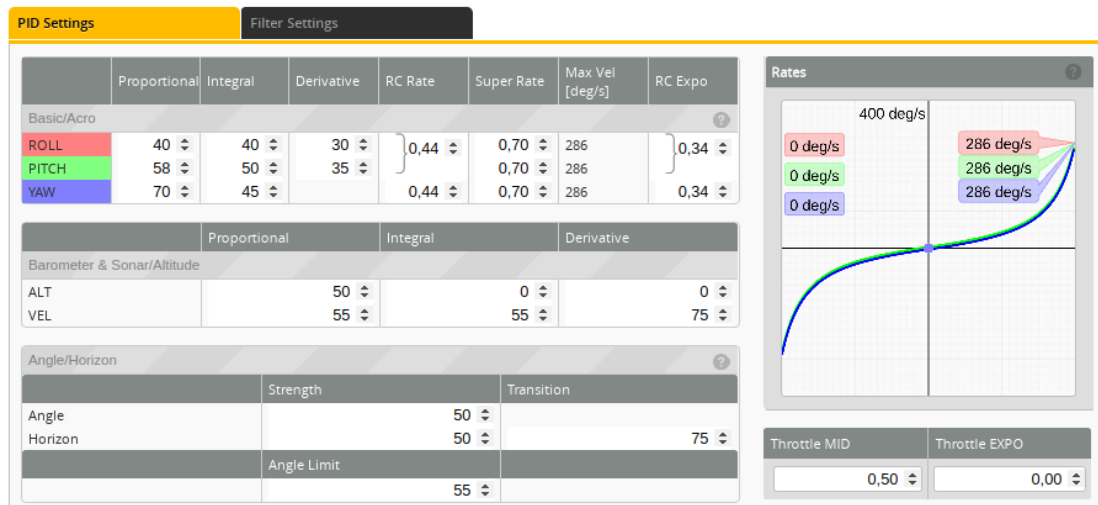 PID Settings Filter Settings
Proportional Integral Derivative RC Rate Super Rate Max Vel [deg/s] RC Expo
Basic/Acro ?
ROLL 40 40 30 0,44 0,70 286 0,34
PITCH 58 50 35 0,70 286
YAW 70 45 0,44 0,70 286 0,34
Proportional Integral Derivative
Barometer & Sonar/Altitude
ALT 50 0 0
VEL 55 55 75
Angle/Horizon ?
Strength Transition
Angle 50
Horizon 50 75
Angle Limit
55
Rates ?
400 deg/s
0 deg/s 286 deg/s
0 deg/s 286 deg/s
0 deg/s 286 deg/s
Throttle MID Throttle EXPO
0,50 0,00